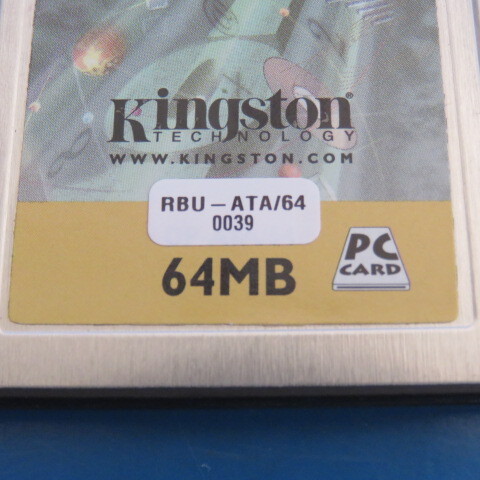 Kingston
TECHNOLOGY
WWW.KINGSTON.COM
RBU - ATA/64
0039
64MB
PC
CARD